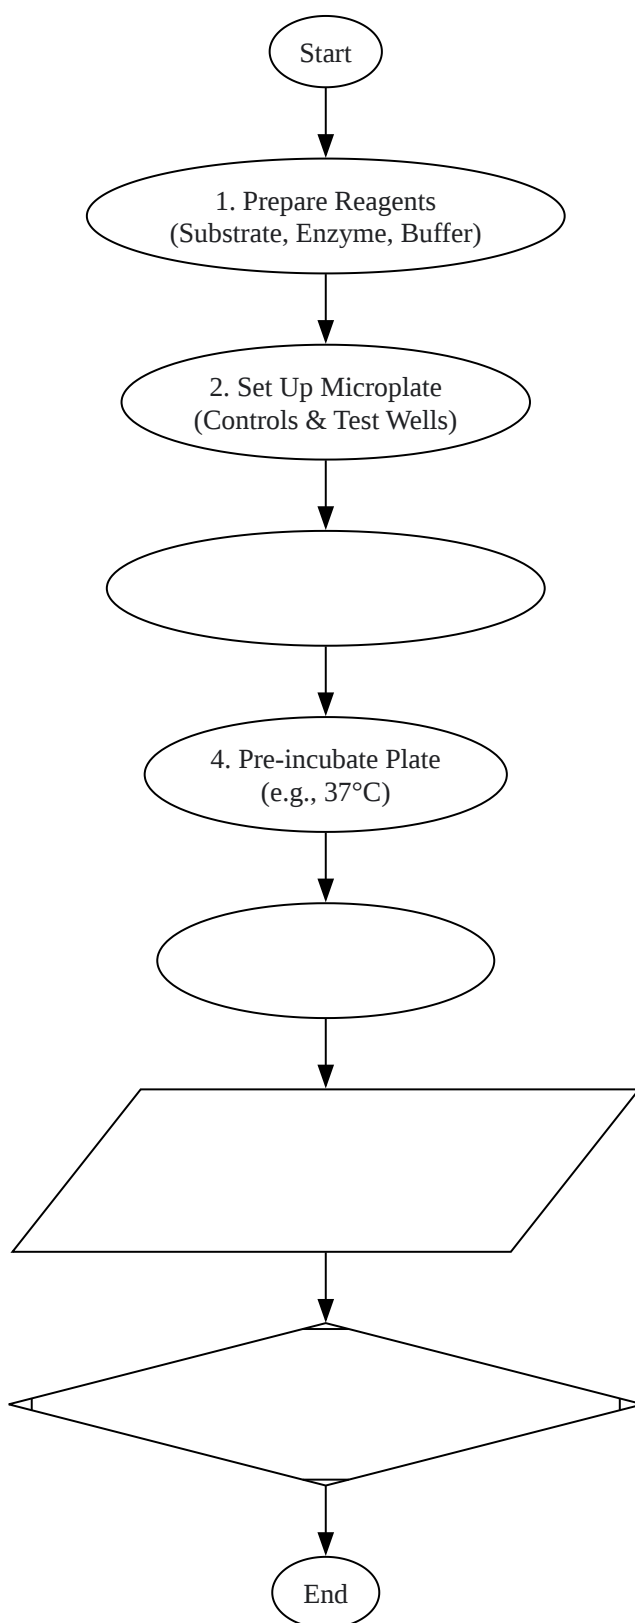 Start
1. Prepare Reagents
(Substrate, Enzyme, Buffer)
2. Set Up Microplate
(Controls & Test Wells)
4. Pre-incubate Plate
(e.g., 37°C)
End